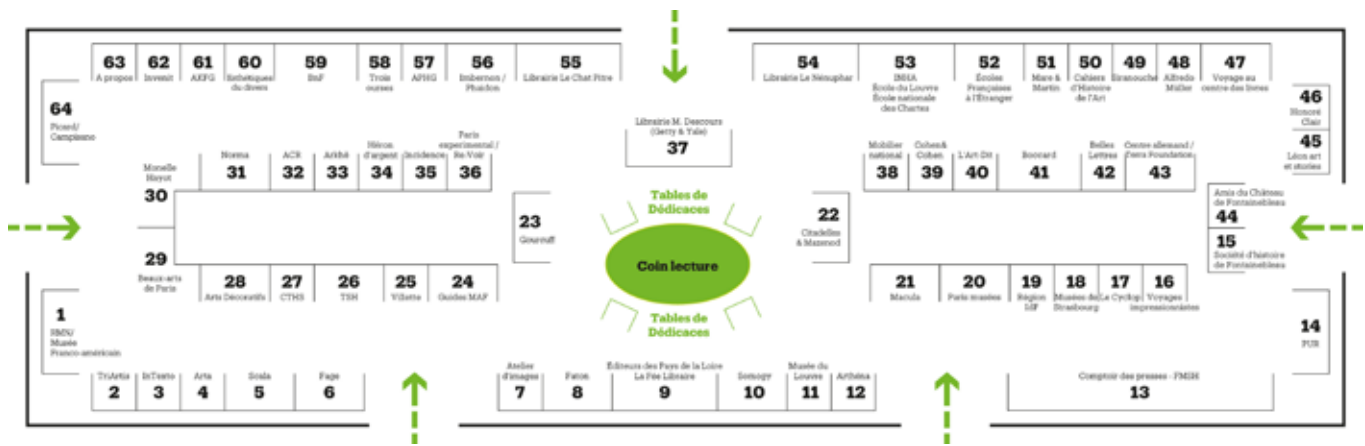 63
A propos
62
Invenit
61
AKFG
60
Esthétiques
du divers
59
BnF
58
Trois
ourses
57
APHG
56
Imbernon /
Phaidon
55
Librairie Le Chat Pitre
54
Librairie Le Nénuphar
53
INHA
École du Louvre
École nationale
des Chartes
52
Écoles
Françaises
à l'Étranger
51
Mare &
Martin
50
Cahiers
d'Histoire
de l'Art
49
Siranouche
48
Alfredo
Müller
47
Voyage au
centre des livres
64
Picard/
Campisano
46
Honoré
Clair
45
Léon art
et stories
Librairie M. Descours
(Getty & Yale)
37
Monelle
Hayot
30
Norma
31
ACR
32
Arkhê
33
Héron
d'argent
34
Incidence
35
Paris
experimental /
Re-Voir
36
Mobilier
national
38
Cohen&
Cohen
39
L'Art-Dit
40
Boccard
41
Belles
Lettres
42
Centre allemand /
Terra Foundation
43
Amis du Château
de Fontainebleau
44
15
Société d'histoire
de Fontainebleau
23
Gourcuff
Tables de
Dédicaces
22
Citadelles
& Mazenod
Coin lecture
Tables de
Dédicaces
29
Beaux-arts
de Paris
28
Arts Décoratifs
27
CTHS
26
TSH
25
Villette
24
Guides MAF
21
Macula
20
Paris musées
19
Région
IdF
18
Musées de
Strasbourg
17
Le Cyclop
16
Voyages
impressionnistes
1
RMN/
Musée
Franco-américain
14
PUR
TriArtis
2
InTexto
3
Arta
4
Scala
5
Fage
6
Atelier
d'images
7
Faton
8
Éditeurs des Pays de la Loire
La Fée Libraire
9
Somogy
10
Musée du
Louvre
11
Arthéna
12
Comptoir des presses - FMSH
13